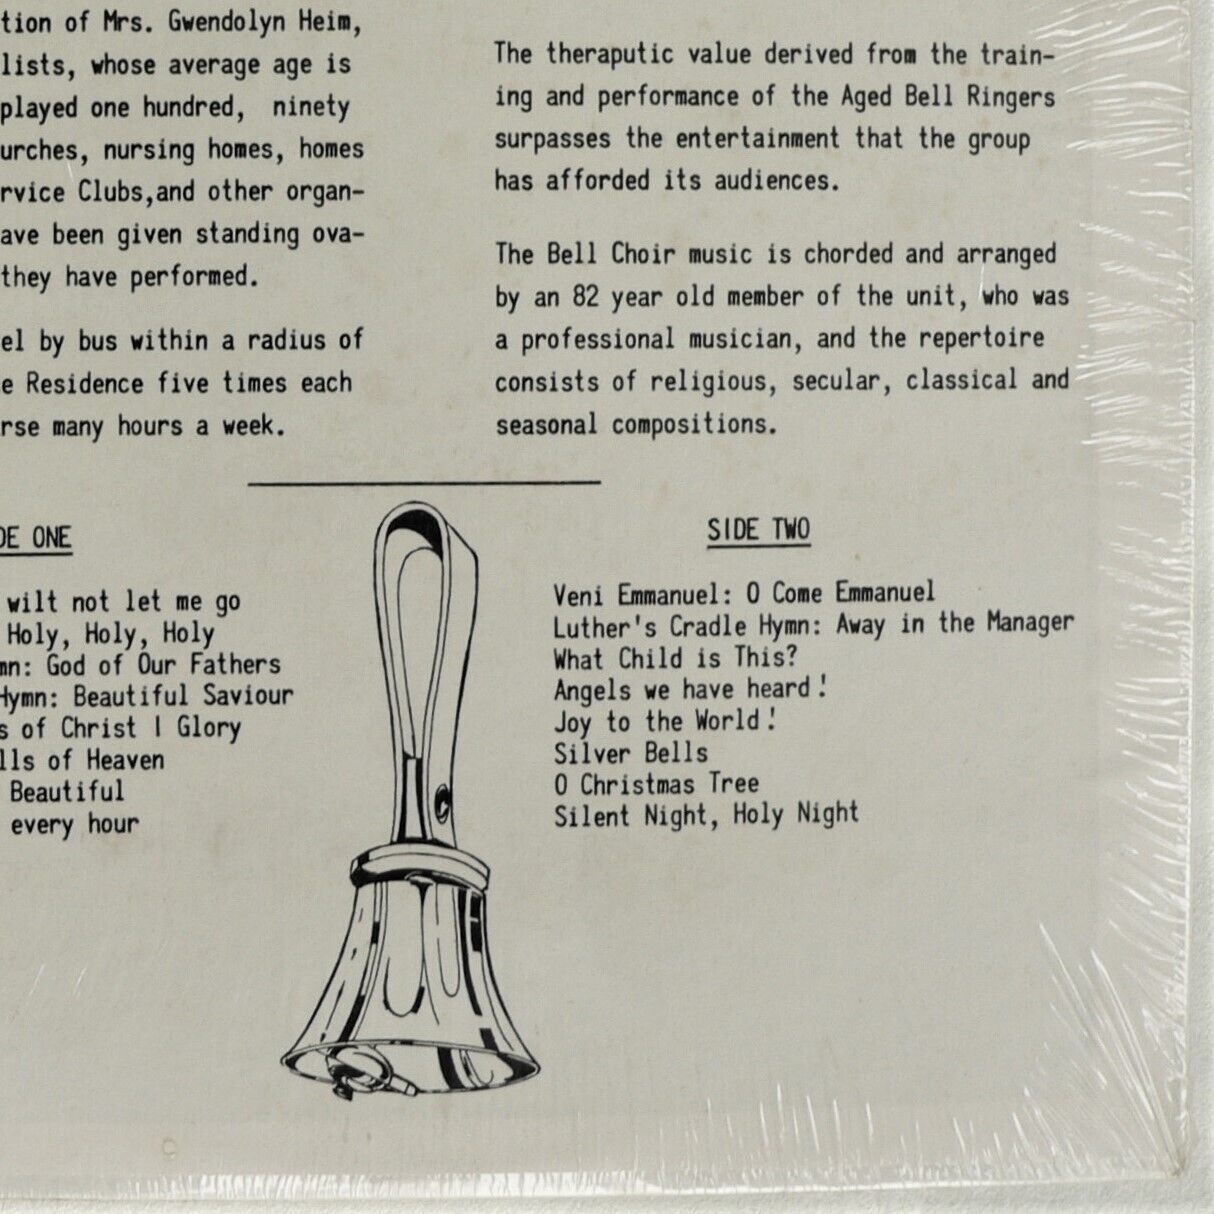 tion of Mrs. Gwendolyn Heim,
lists, whose average age is
played one hundred, ninety
urches, nursing homes, homes
rvice Clubs,and other organ-
ave been given standing ova-
they have performed.
el by bus within a radius of
e Residence five times each
rse many hours a week.
The theraputic value derived from the train-
ing and performance of the Aged Bell Ringers
surpasses the entertainment that the group
has afforded its audiences.
The Bell Choir music is chorded and arranged
by an 82 year old member of the unit, who was
a professional musician, and the repertoire
consists of religious, secular, classical and
seasonal compositions.
DE ONE
wilt not let me go
Holy, Holy, Holy
mn: God of Our Fathers
Hymn: Beautiful Saviour
s of Christ I Glory
lls of Heaven
Beautiful
every hour
SIDE TWO
Veni Emmanuel: O Come Emmanuel
Luther's Cradle Hymn: Away in the Manager
What Child is This?
Angels we have heard!
Joy to the World!
Silver Bells
O Christmas Tree
Silent Night, Holy Night